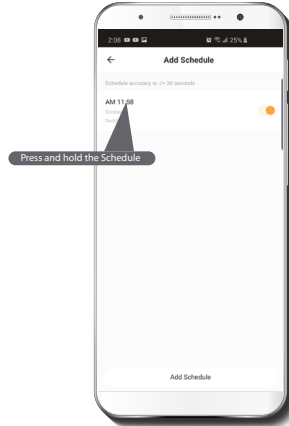 2:08 25%
Add Schedule
Schedule accuracy is -/+ 30 seconds
AM 11:58
Sunday
Press and hold the Schedule
Add Schedule